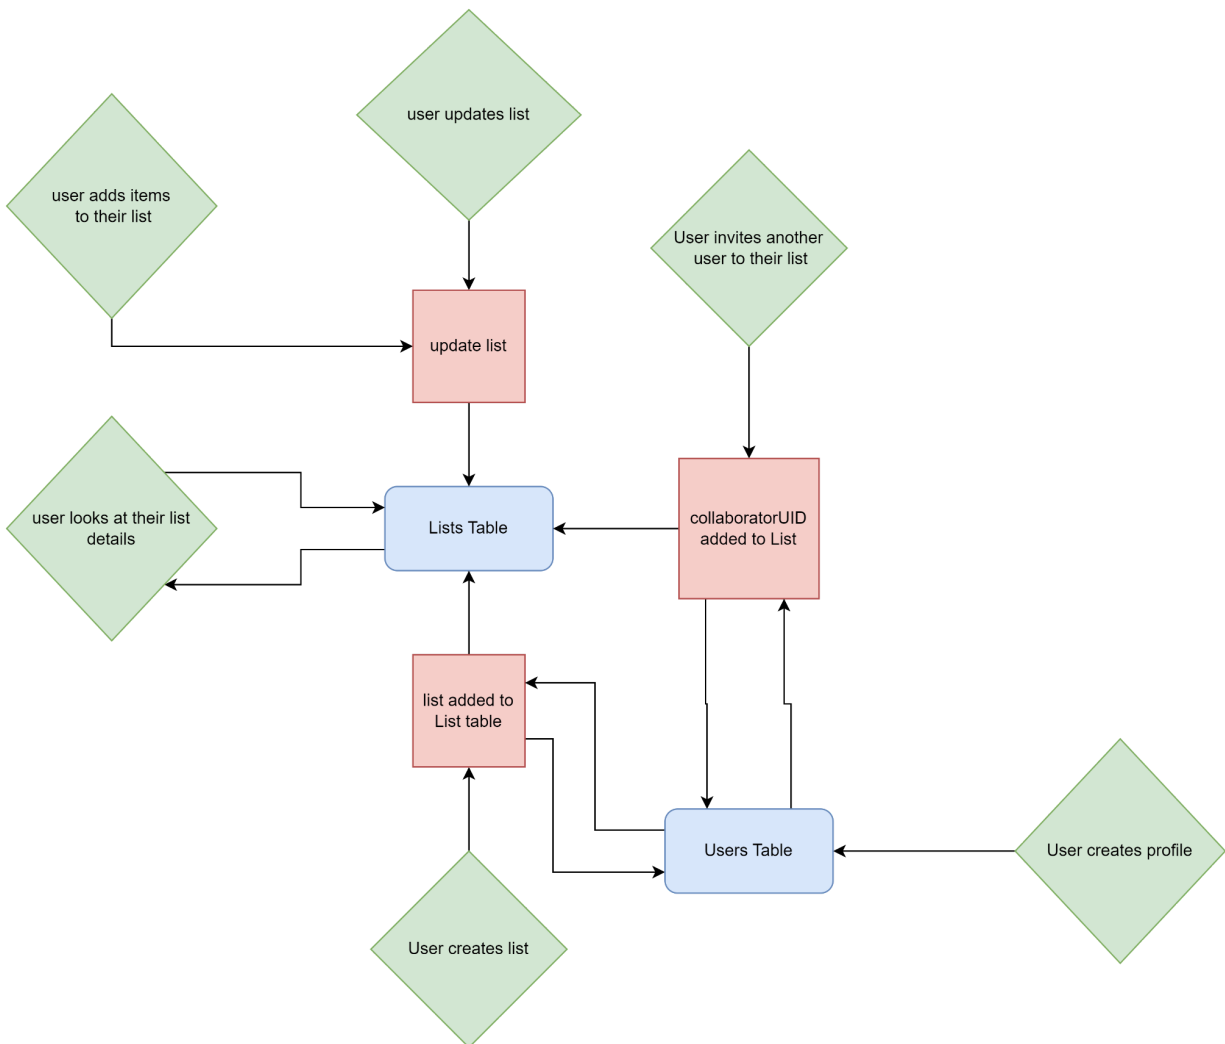 user updates list
user adds items
to their list
User invites another
user to their list
update list
user looks at their list
details
Lists Table
collaboratorUID
added to List
list added to
List table
Users Table
User creates profile
User creates list